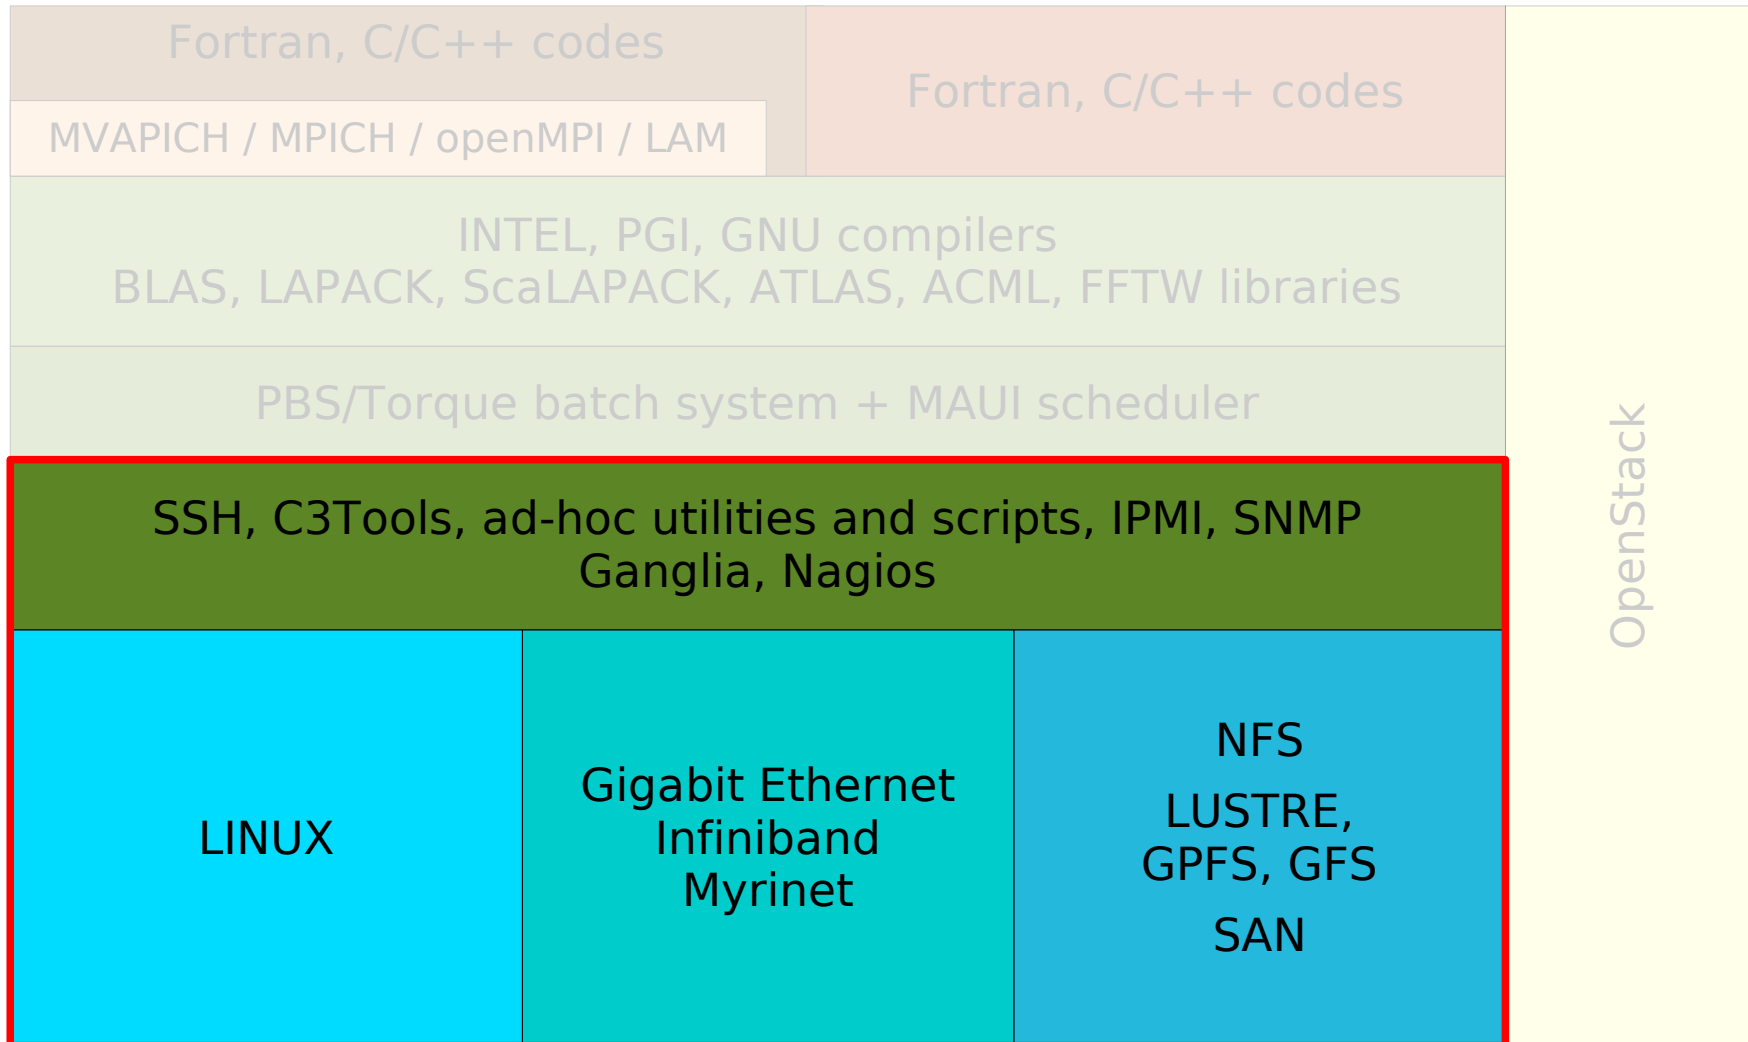 Fortran, C/C++ codes
Fortran, C/C++ codes
MVAPICH / MPICH / openMPI / LAM
INTEL, PGI, GNU compilers
BLAS, LAPACK, ScaLAPACK, ATLAS, ACML, FFTW libraries
PBS/Torque batch system + MAUI scheduler
SSH, C3Tools, ad-hoc utilities and scripts, IPMI, SNMP
Ganglia, Nagios
LINUX
Gigabit Ethernet
Infiniband
Myrinet
NFS
LUSTRE,
GPFS, GFS
SAN
OpenStack